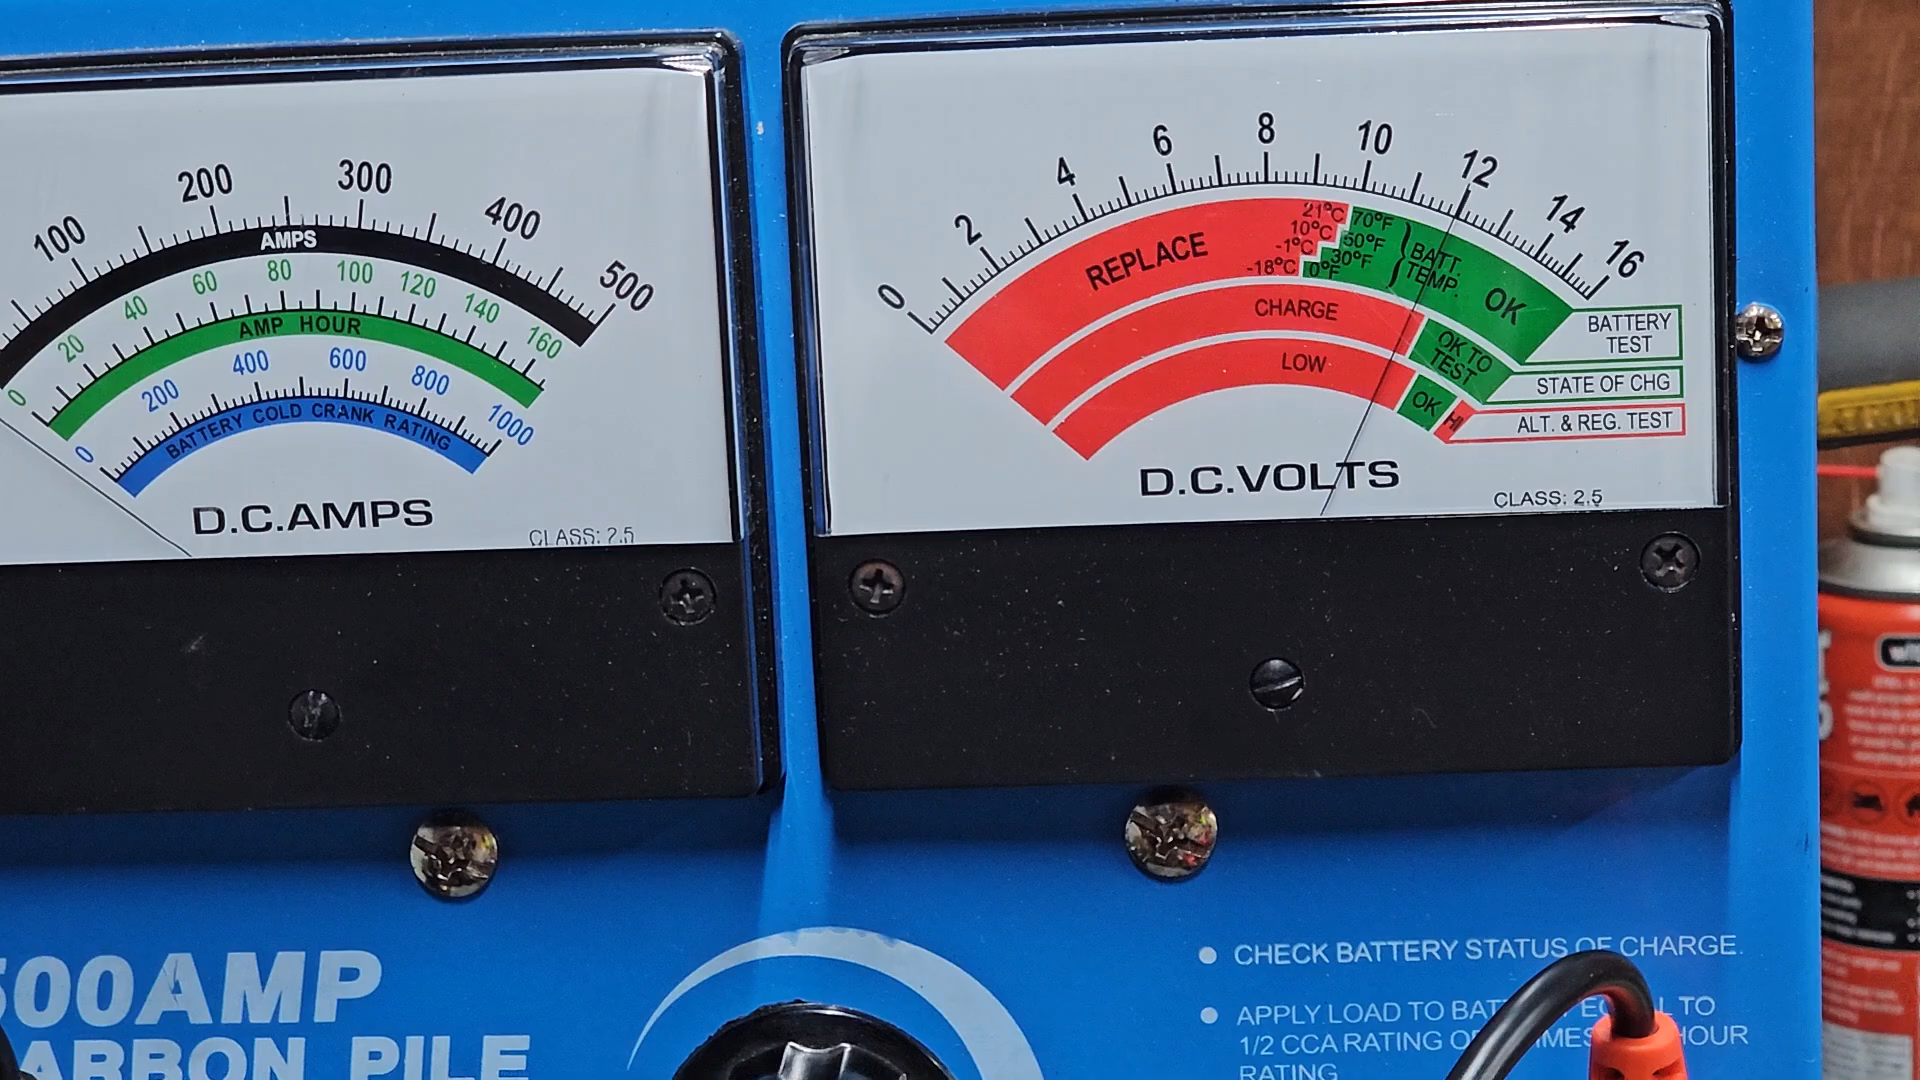 100 200 300 400 500
AMPS
0 20 40 60 80 100 120 140 160
AMP HOUR
0 200 400 600 800 1000
BATTERY COLD CRANK RATING
D.C.AMPS
CLASS: 2.5
0 2 4 6 8 10 12 14 16
REPLACE
21°C 70°F
10°C 50°F
-1°C 30°F
-18°C 0°F
BATT.
TEMP.
OK
BATTERY
TEST
CHARGE
OK TO
TEST
STATE OF CHG
LOW
OK
HI
ALT. & REG. TEST
D.C.VOLTS
CLASS: 2.5
500AMP
ARBON PILE
● CHECK BATTERY STATUS OF CHARGE.
● APPLY LOAD TO TO
1/2 CCA RATING HOUR
RATING